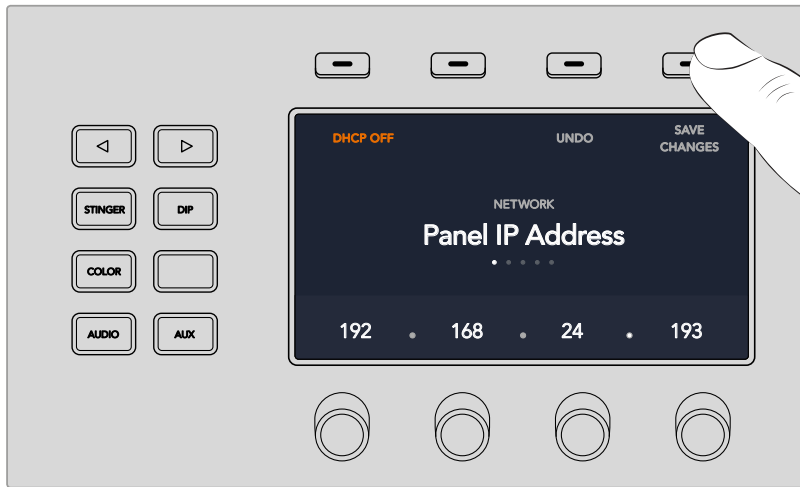 DHCP OFF
UNDO
SAVE
CHANGES
NETWORK
Panel IP Address
192 . 168 . 24 . 193
STINGER
DIP
COLOR
AUDIO
AUX